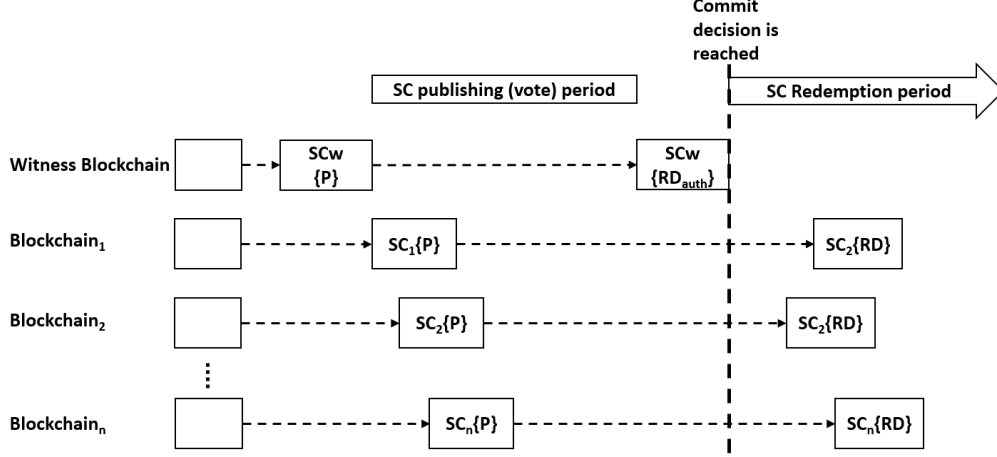 Commit
decision is
reached
SC publishing (vote) period
SC Redemption period
Witness Blockchain
SCw
{P}
SCw
{RDauth}
Blockchain1
SC1{P}
SC2{RD}
Blockchain2
SC2{P}
SC2{RD}
Blockchainn
SCn{P}
SCn{RD}